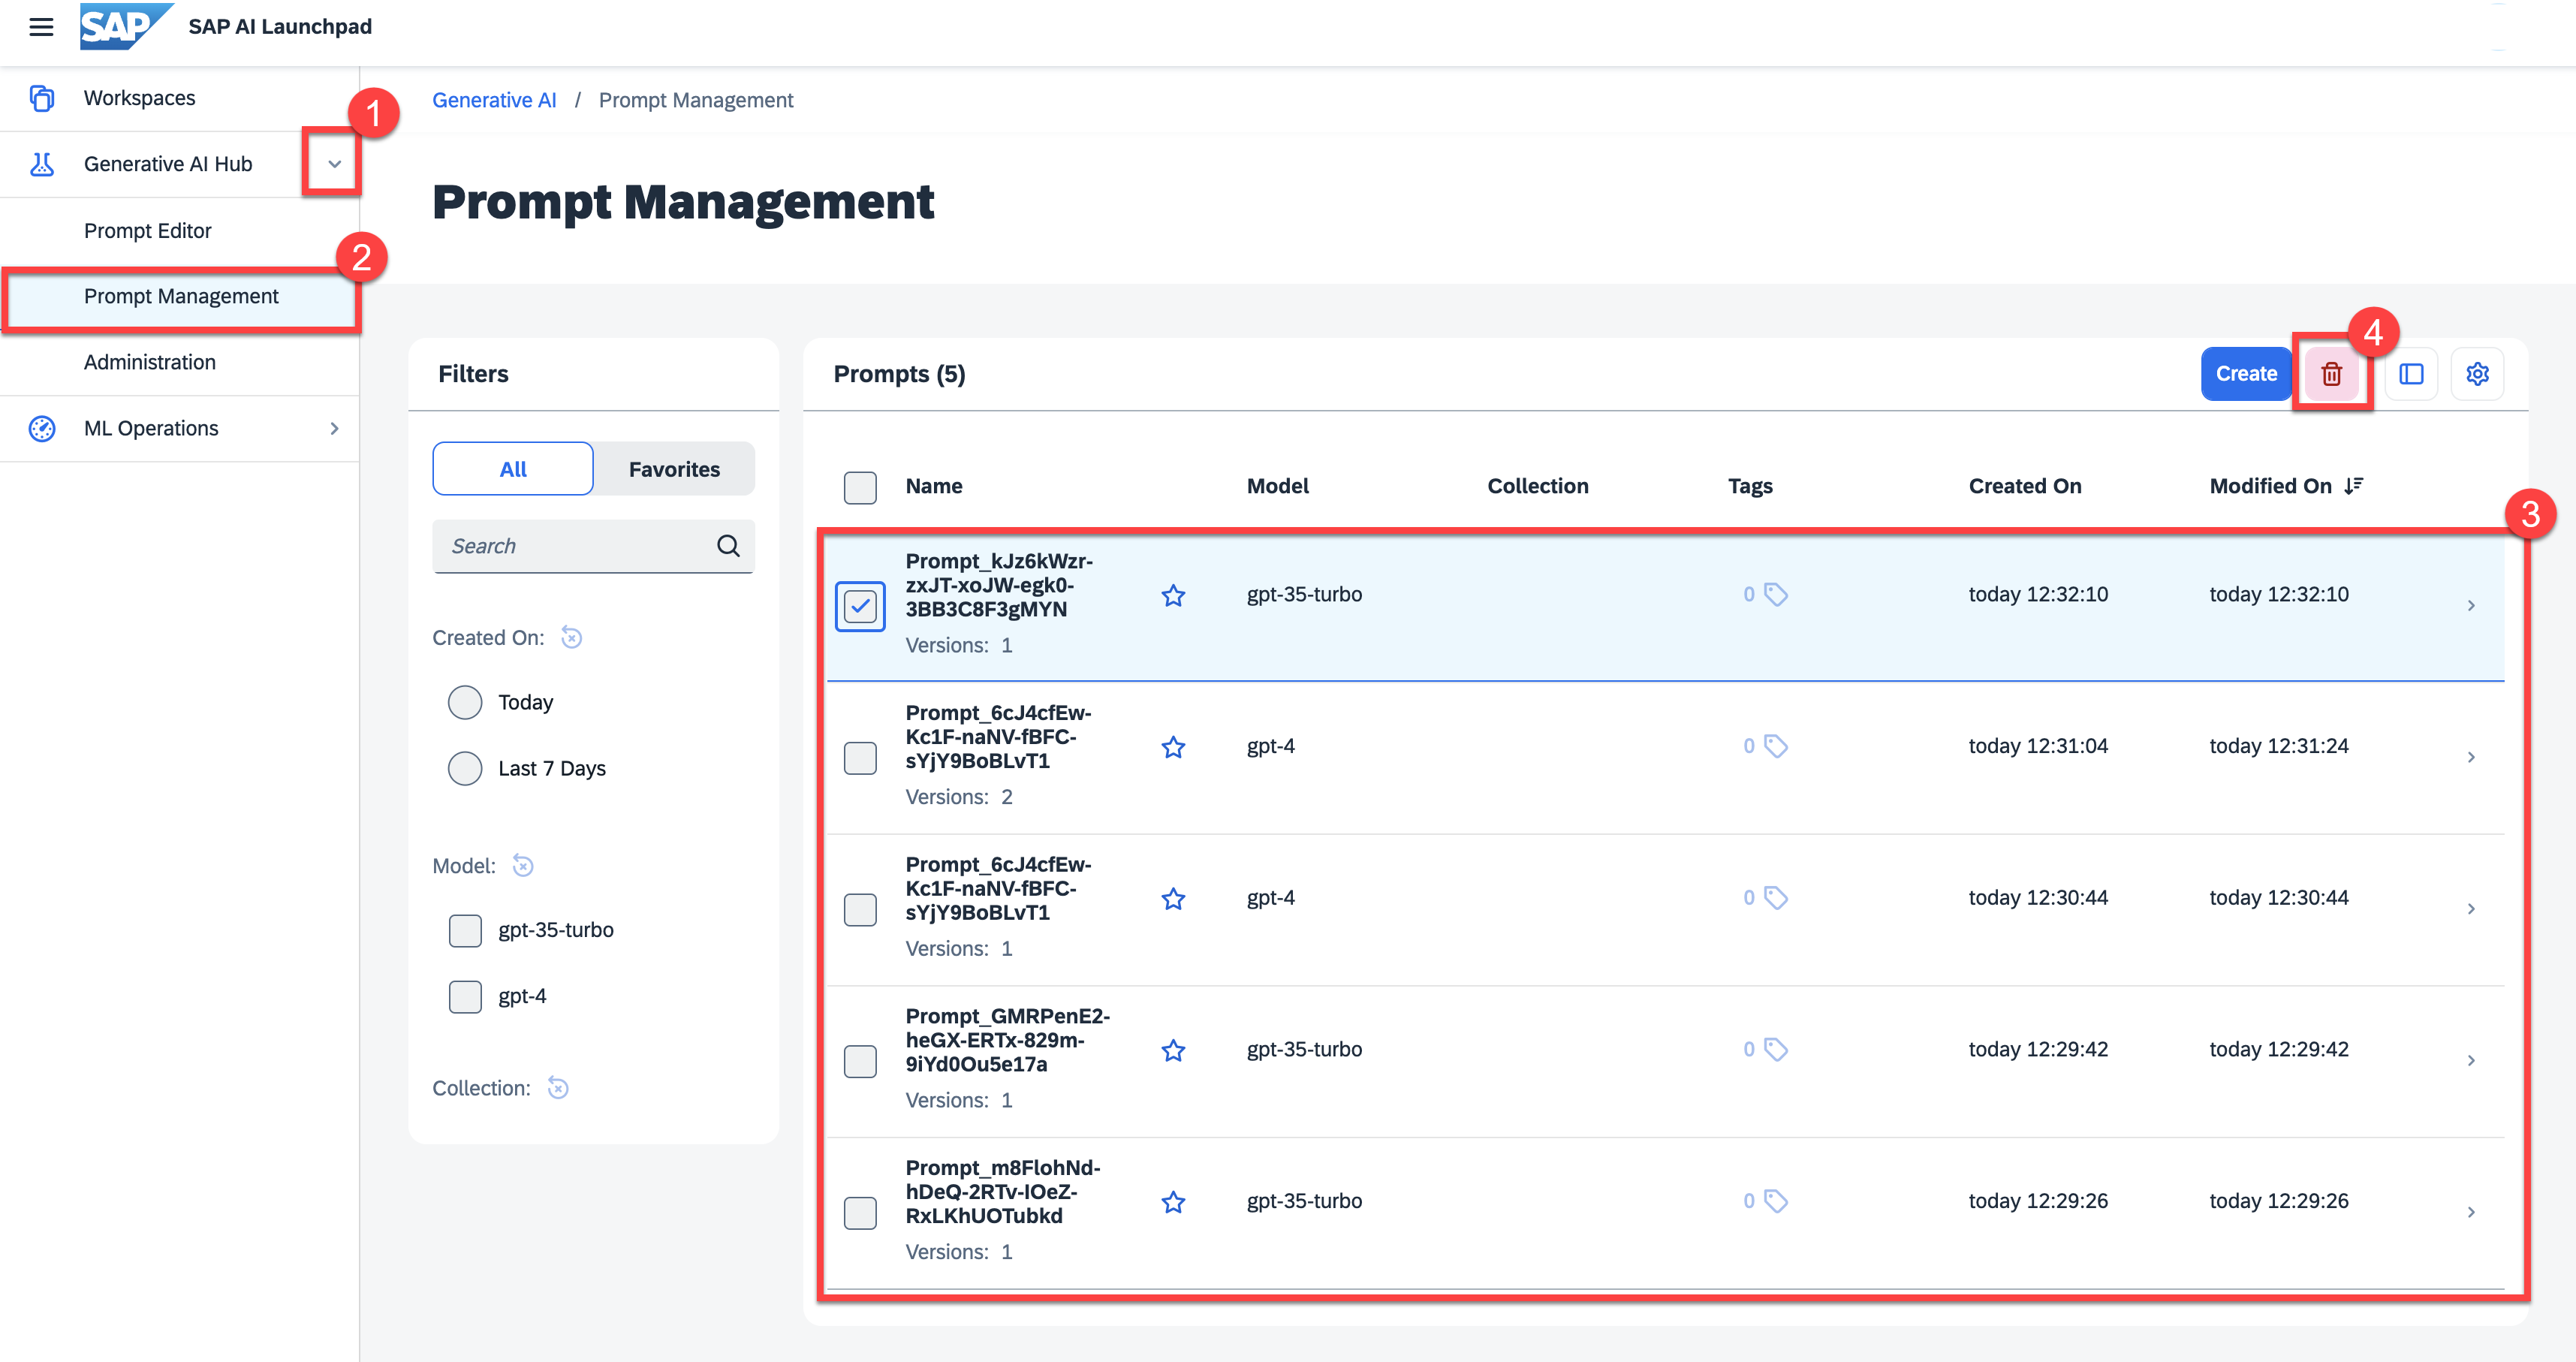 SAP SAP AI Launchpad
Workspaces
1
Generative AI Hub
Prompt Editor
2
Prompt Management
Administration
ML Operations
Generative AI / Prompt Management
Prompt Management
Filters
All Favorites
Search
Created On:
Today
Last 7 Days
Model:
gpt-35-turbo
gpt-4
Collection:
Prompts (5)
Create
4
Name Model Collection Tags Created On Modified On
3
Prompt_kJz6kWzr-
zxJT-xoJW-egk0-
3BB3C8F3gMYN
Versions: 1
gpt-35-turbo 0 today 12:32:10 today 12:32:10
Prompt_6cJ4cfEw-
Kc1F-naNV-fBFC-
sYjY9BoBLvT1
Versions: 2
gpt-4 0 today 12:31:04 today 12:31:24
Prompt_6cJ4cfEw-
Kc1F-naNV-fBFC-
sYjY9BoBLvT1
Versions: 1
gpt-4 0 today 12:30:44 today 12:30:44
Prompt_GMRPenE2-
heGX-ERTx-829m-
9iYd0Ou5e17a
Versions: 1
gpt-35-turbo 0 today 12:29:42 today 12:29:42
Prompt_m8FlohNd-
hDeQ-2RTv-IOeZ-
RxLKhUOTubkd
Versions: 1
gpt-35-turbo 0 today 12:29:26 today 12:29:26